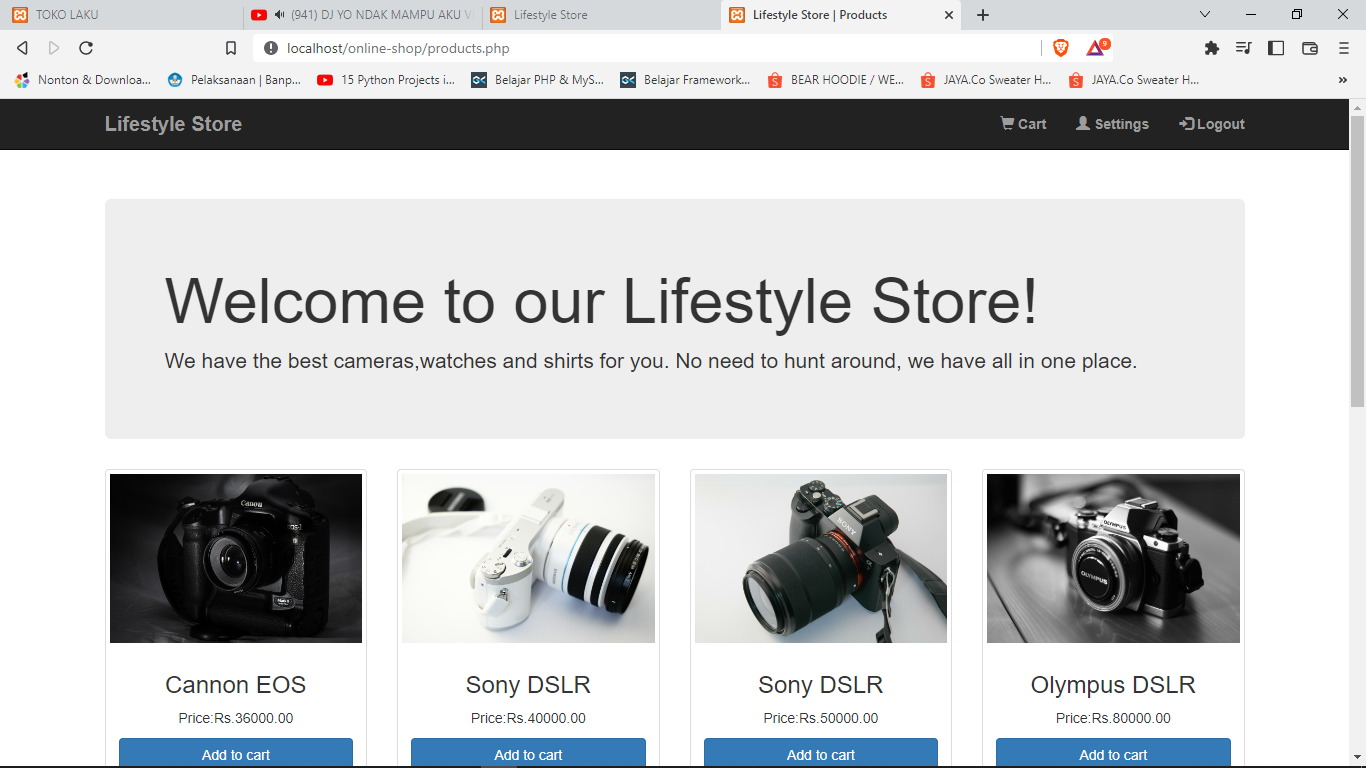 TOKO LAKU
(941) DJ YO NDAK MAMPU AKU V
Lifestyle Store
Lifestyle Store | Products
localhost/online-shop/products.php
9
Nonton & Downloa...
Pelaksanaan | Banp...
15 Python Projects i...
Belajar PHP & MyS...
Belajar Framework...
BEAR HOODIE / WE...
JAYA.Co Sweater H...
JAYA.Co Sweater H...
Lifestyle Store
Cart
Settings
Logout
Welcome to our Lifestyle Store!
We have the best cameras,watches and shirts for you. No need to hunt around, we have all in one place.
Canon
SONY
OLYMPUS
OLYMPUS
Cannon EOS
Price:Rs.36000.00
Add to cart
Sony DSLR
Price:Rs.40000.00
Add to cart
Sony DSLR
Price:Rs.50000.00
Add to cart
Olympus DSLR
Price:Rs.80000.00
Add to cart